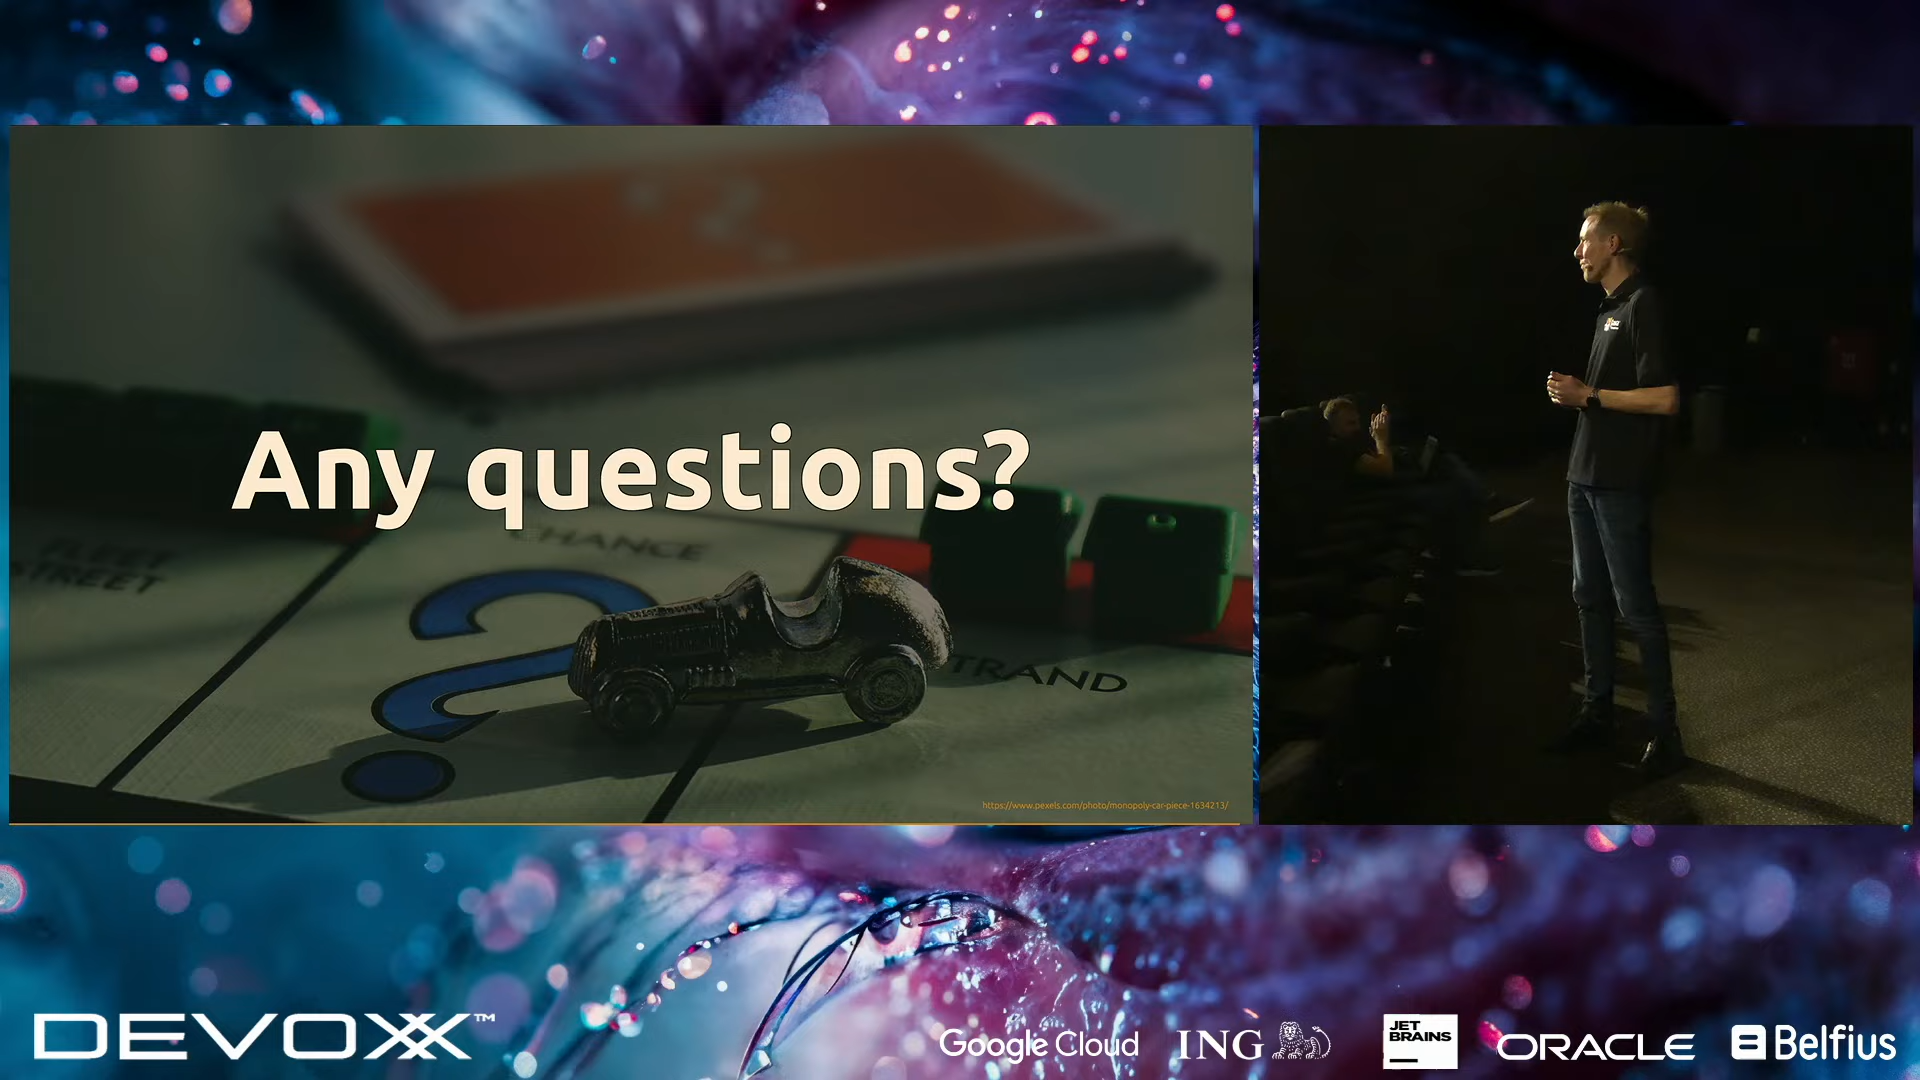 Any questions?
CHANCE
FLEET
STREET
TRAND
https://www.pexels.com/photo/monopoly-car-piece-1634213/
DEVOXX™
Google Cloud
ING
JET
BRAINS
ORACLE
Belfius